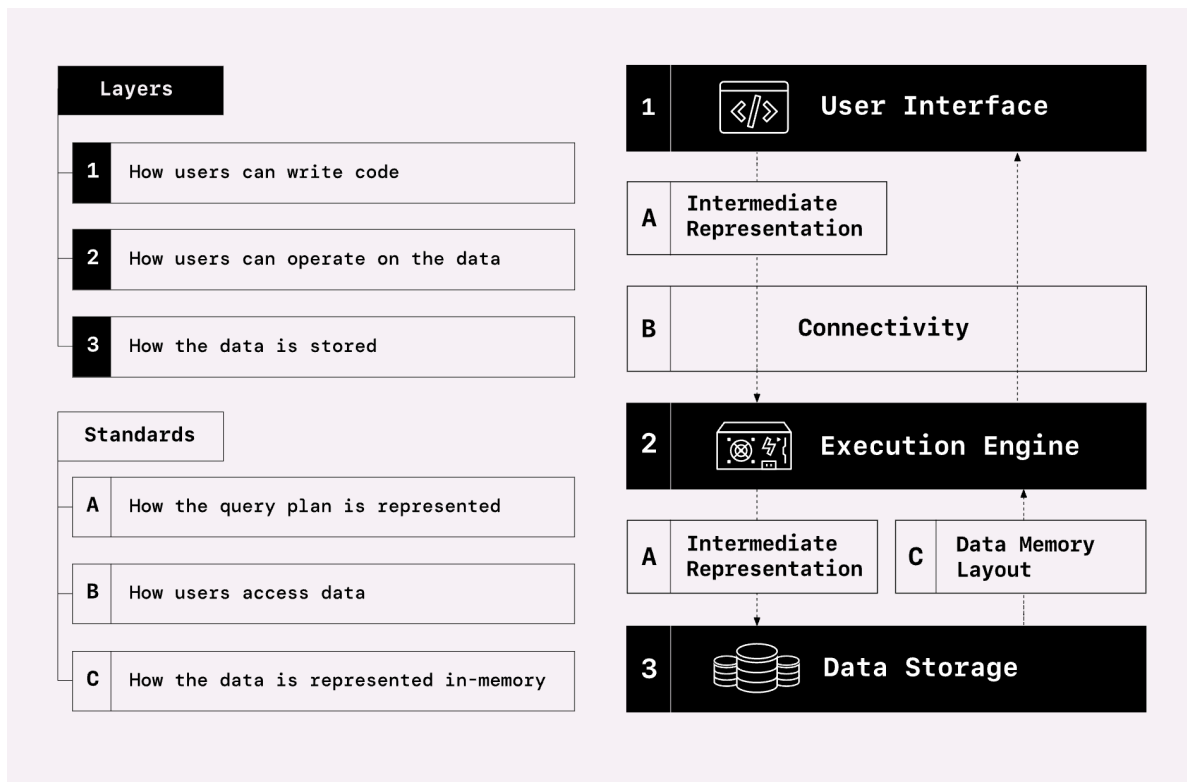 Layers
1
How users can write code
2
How users can operate on the data
3
How the data is stored
Standards
A
How the query plan is represented
B
How users access data
C
How the data is represented in-memory
1
</>
User Interface
A
Intermediate
Representation
B
Connectivity
2
Execution Engine
A
Intermediate
Representation
C
Data Memory
Layout
3
Data Storage